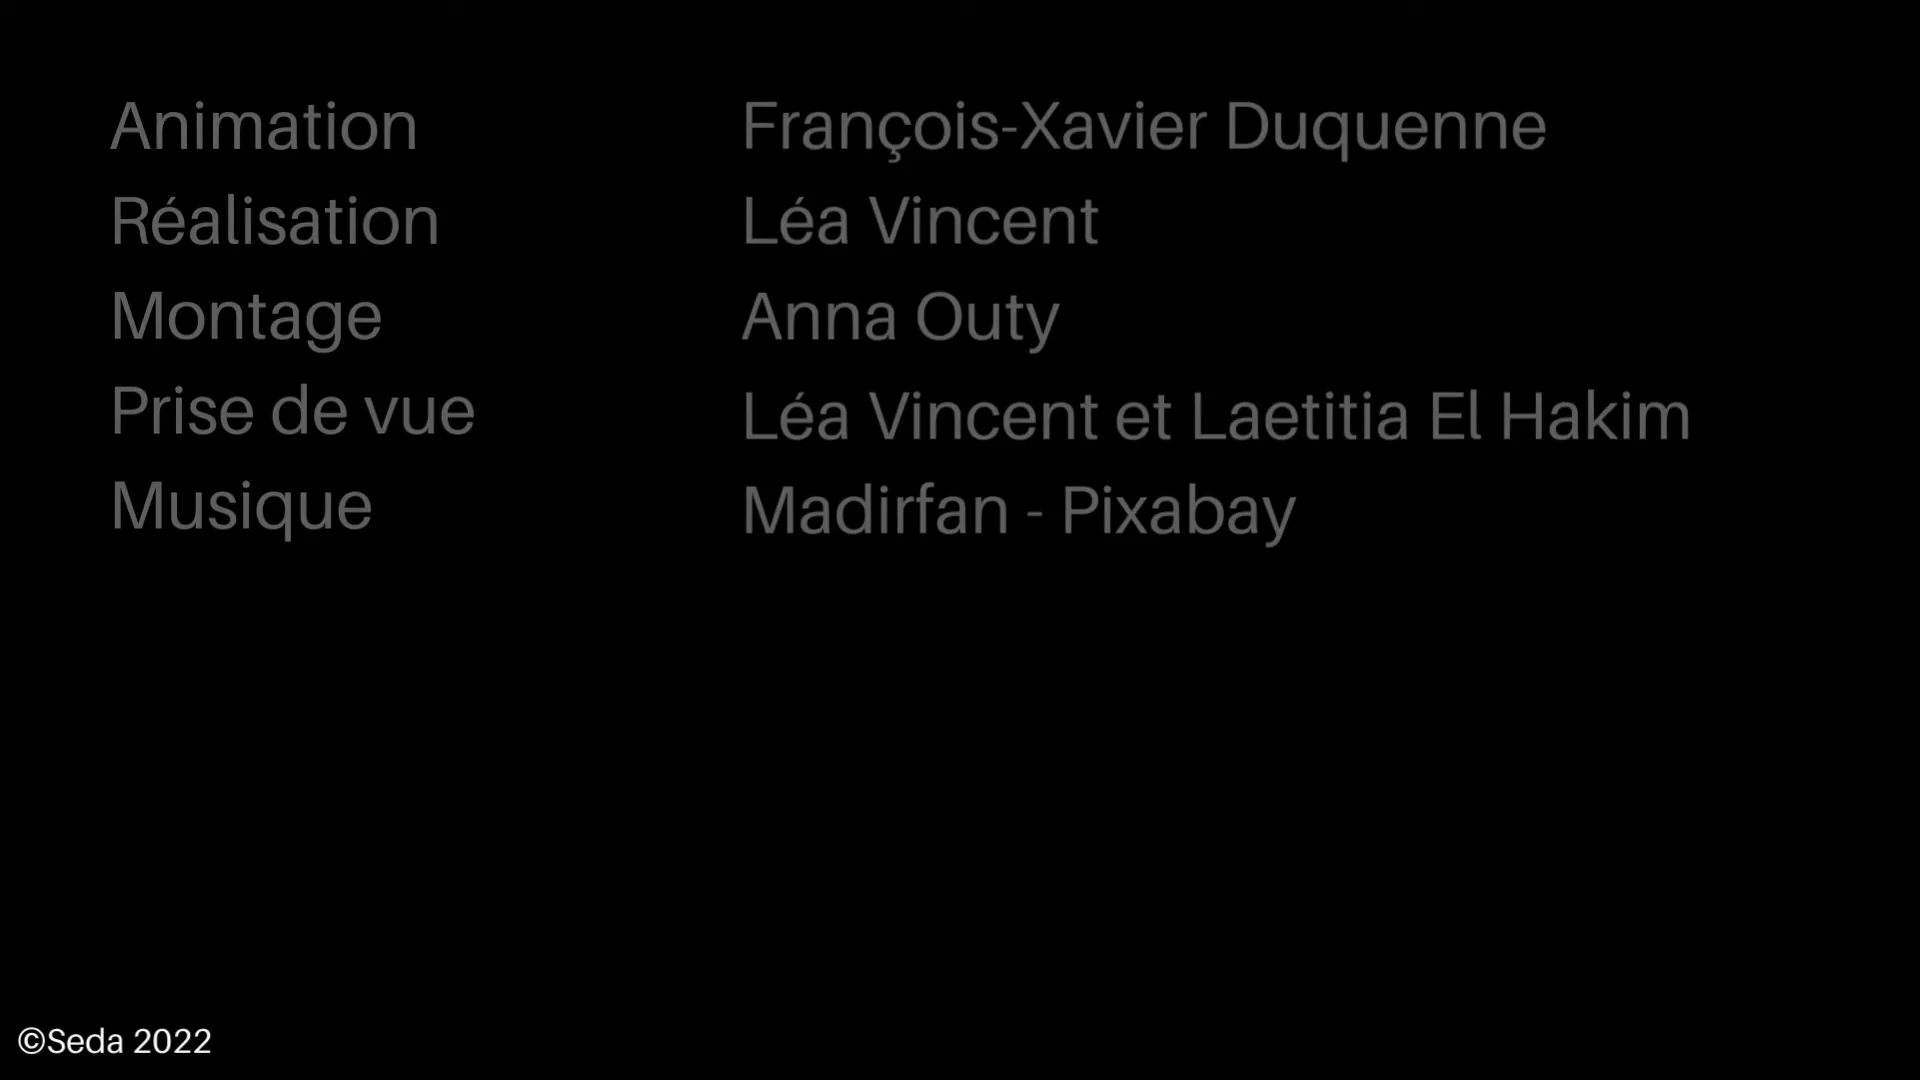 Animation François-Xavier Duquenne
Réalisation Léa Vincent
Montage Anna Outy
Prise de vue Léa Vincent et Laetitia El Hakim
Musique Madirfan - Pixabay
©Seda 2022